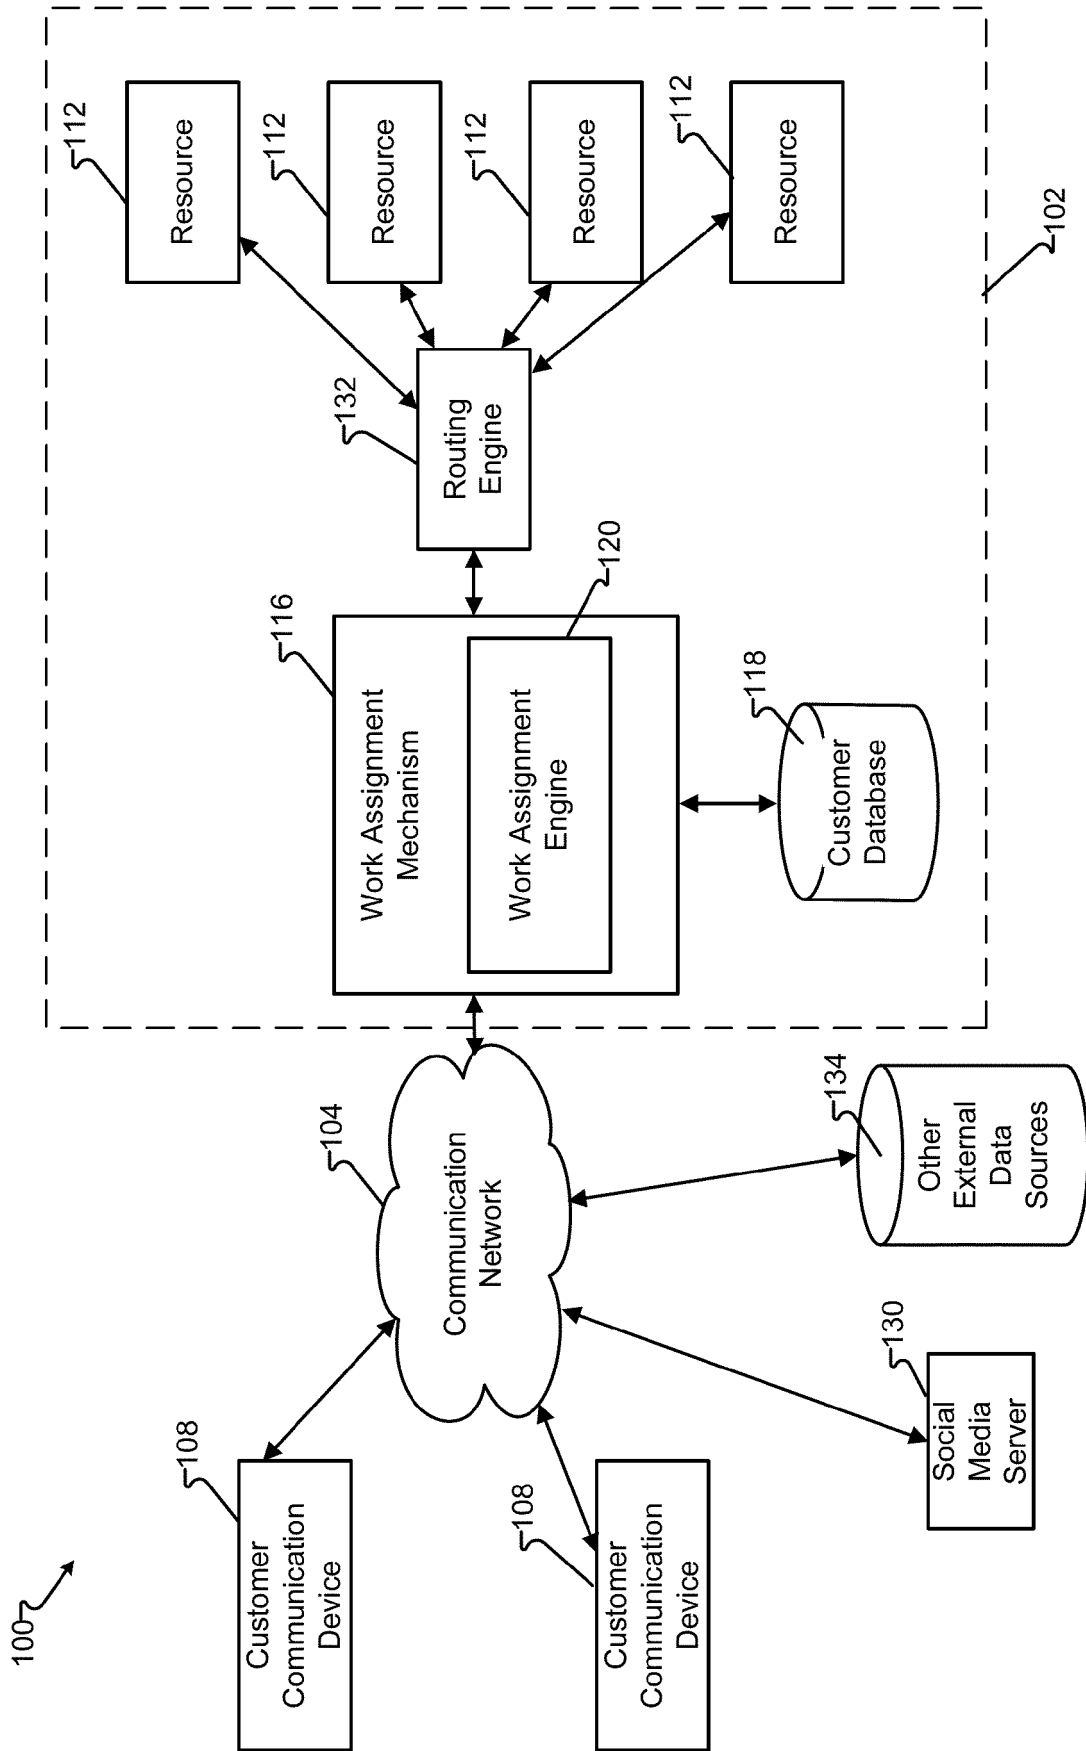 100
108
Customer
Communication
Device
108
Customer
Communication
Device
130
Social
Media
Server
104
Communication
Network
134
Other
External
Data
Sources
116
Work Assignment
Mechanism
120
Work Assignment
Engine
118
Customer
Database
132
Routing
Engine
112
Resource
112
Resource
112
Resource
112
Resource
102